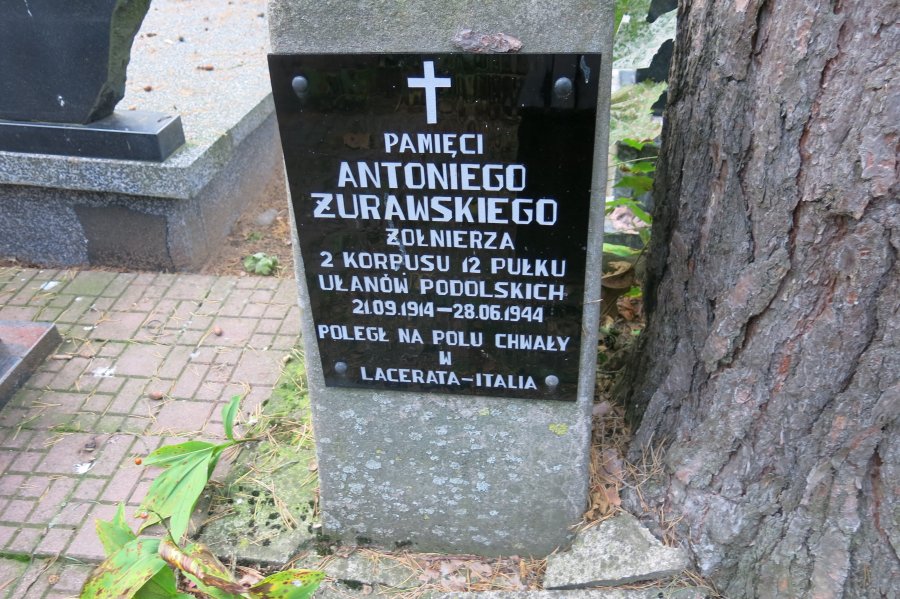 PAMIĘCI
ANTONIEGO
ŻURAWSKIEGO
ŻOŁNIERZA
2 KORPUSU 12 PUŁKU
UŁANÓW PODOLSKICH
21.09.1914-28.06.1944
POLEGŁ NA POLU CHWAŁY
W
LACERATA-ITALIA